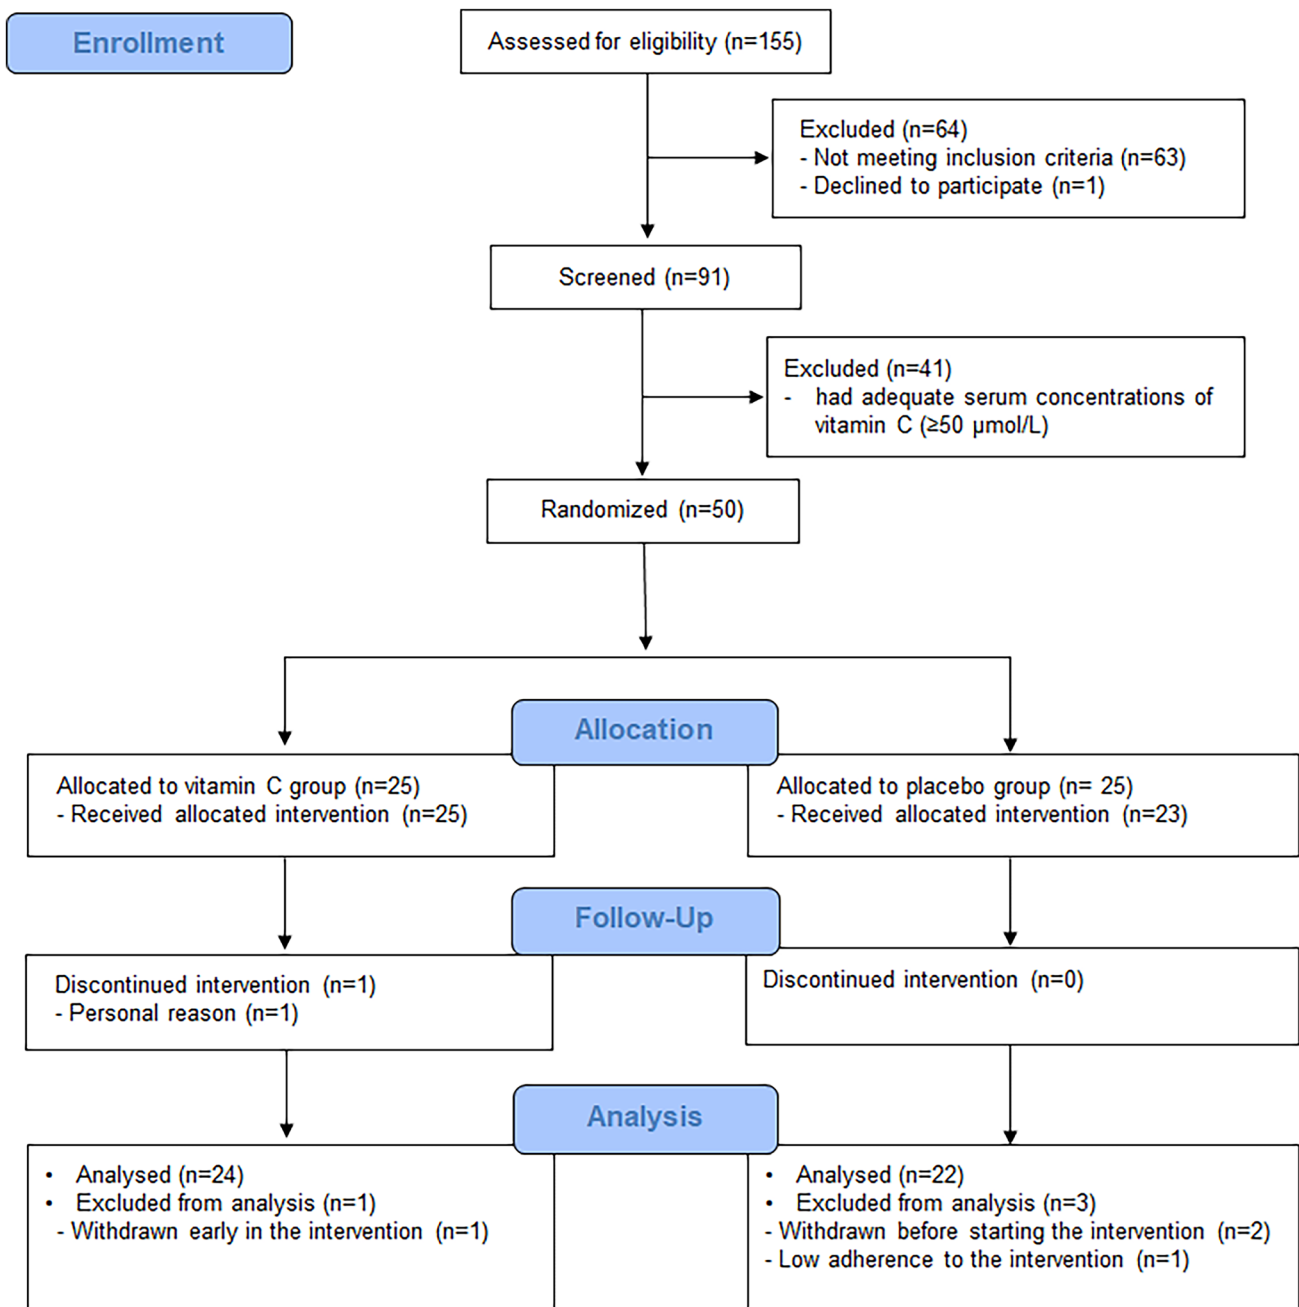 Enrollment
Assessed for eligibility (n=155)
Excluded (n=64)
- Not meeting inclusion criteria (n=63)
- Declined to participate (n=1)
Screened (n=91)
Excluded (n=41)
- had adequate serum concentrations of
vitamin C (≥50 µmol/L)
Randomized (n=50)
Allocation
Allocated to vitamin C group (n=25)
- Received allocated intervention (n=25)
Allocated to placebo group (n= 25)
- Received allocated intervention (n=23)
Follow-Up
Discontinued intervention (n=1)
- Personal reason (n=1)
Discontinued intervention (n=0)
Analysis
• Analysed (n=24)
• Excluded from analysis (n=1)
- Withdrawn early in the intervention (n=1)
• Analysed (n=22)
• Excluded from analysis (n=3)
- Withdrawn before starting the intervention (n=2)
- Low adherence to the intervention (n=1)